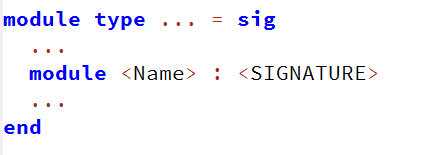 module type ... = sig
  ...
  module <Name> : <SIGNATURE>
  ...
end